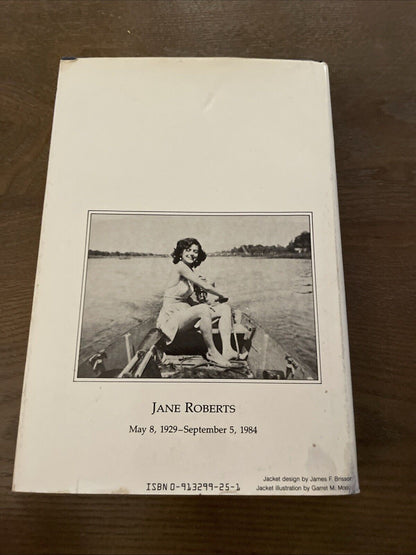 JANE ROBERTS
May 8, 1929–September 5, 1984
Jacket design by James F. Brisson
Jacket illustration by Garret M.
ISBN 0-913299-25-1